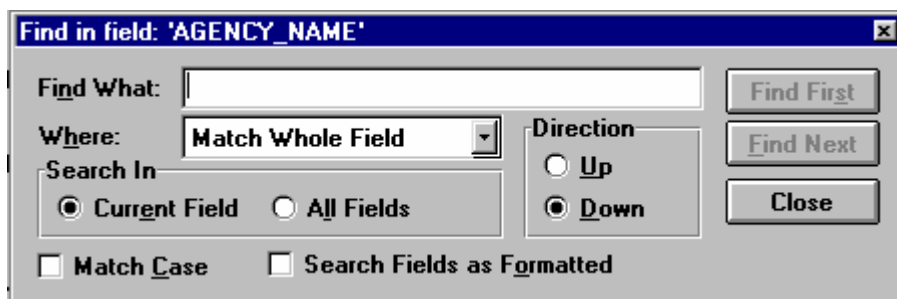 Find in field: 'AGENCY_NAME'
Find What:
Find First
Where:
Match Whole Field
Direction
Find Next
Search In
Up
Current Field
All Fields
Down
Close
Match Case
Search Fields as Formatted